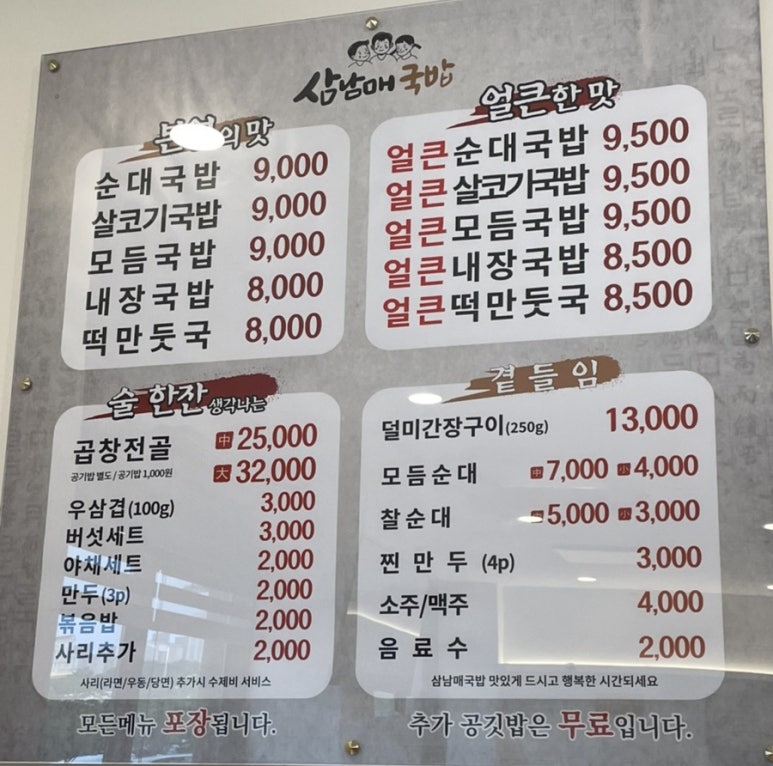 삼남매 국밥
의 맛
순대국밥 9,000
살코기국밥 9,000
모듬국밥 9,000
내장국밥 8,000
떡만둣국 8,000
얼큰한 맛
얼큰순대국밥 9,500
얼큰살코기국밥 9,500
얼큰모듬국밥 9,500
얼큰내장국밥 8,500
얼큰떡만둣국 8,500
술 한잔 생각나는
곱창전골 中 25,000
공기밥 별도/공기밥 1,000원 大 32,000
우삼겹(100g) 3,000
버섯세트 3,000
야채세트 2,000
만두(3p) 2,000
볶음밥 2,000
사리추가 2,000
사리(라면/우동/당면) 추가시 수제비 서비스
곁들임
덜미간장구이(250g) 13,000
모듬순대 中 7,000 小 4,000
찰순대 5,000 小 3,000
찐만두 (4p) 3,000
소주/맥주 4,000
음료수 2,000
삼남매국밥 맛있게 드시고 행복한 시간되세요
모든메뉴 포장됩니다.
추가 공깃밥은 무료입니다.